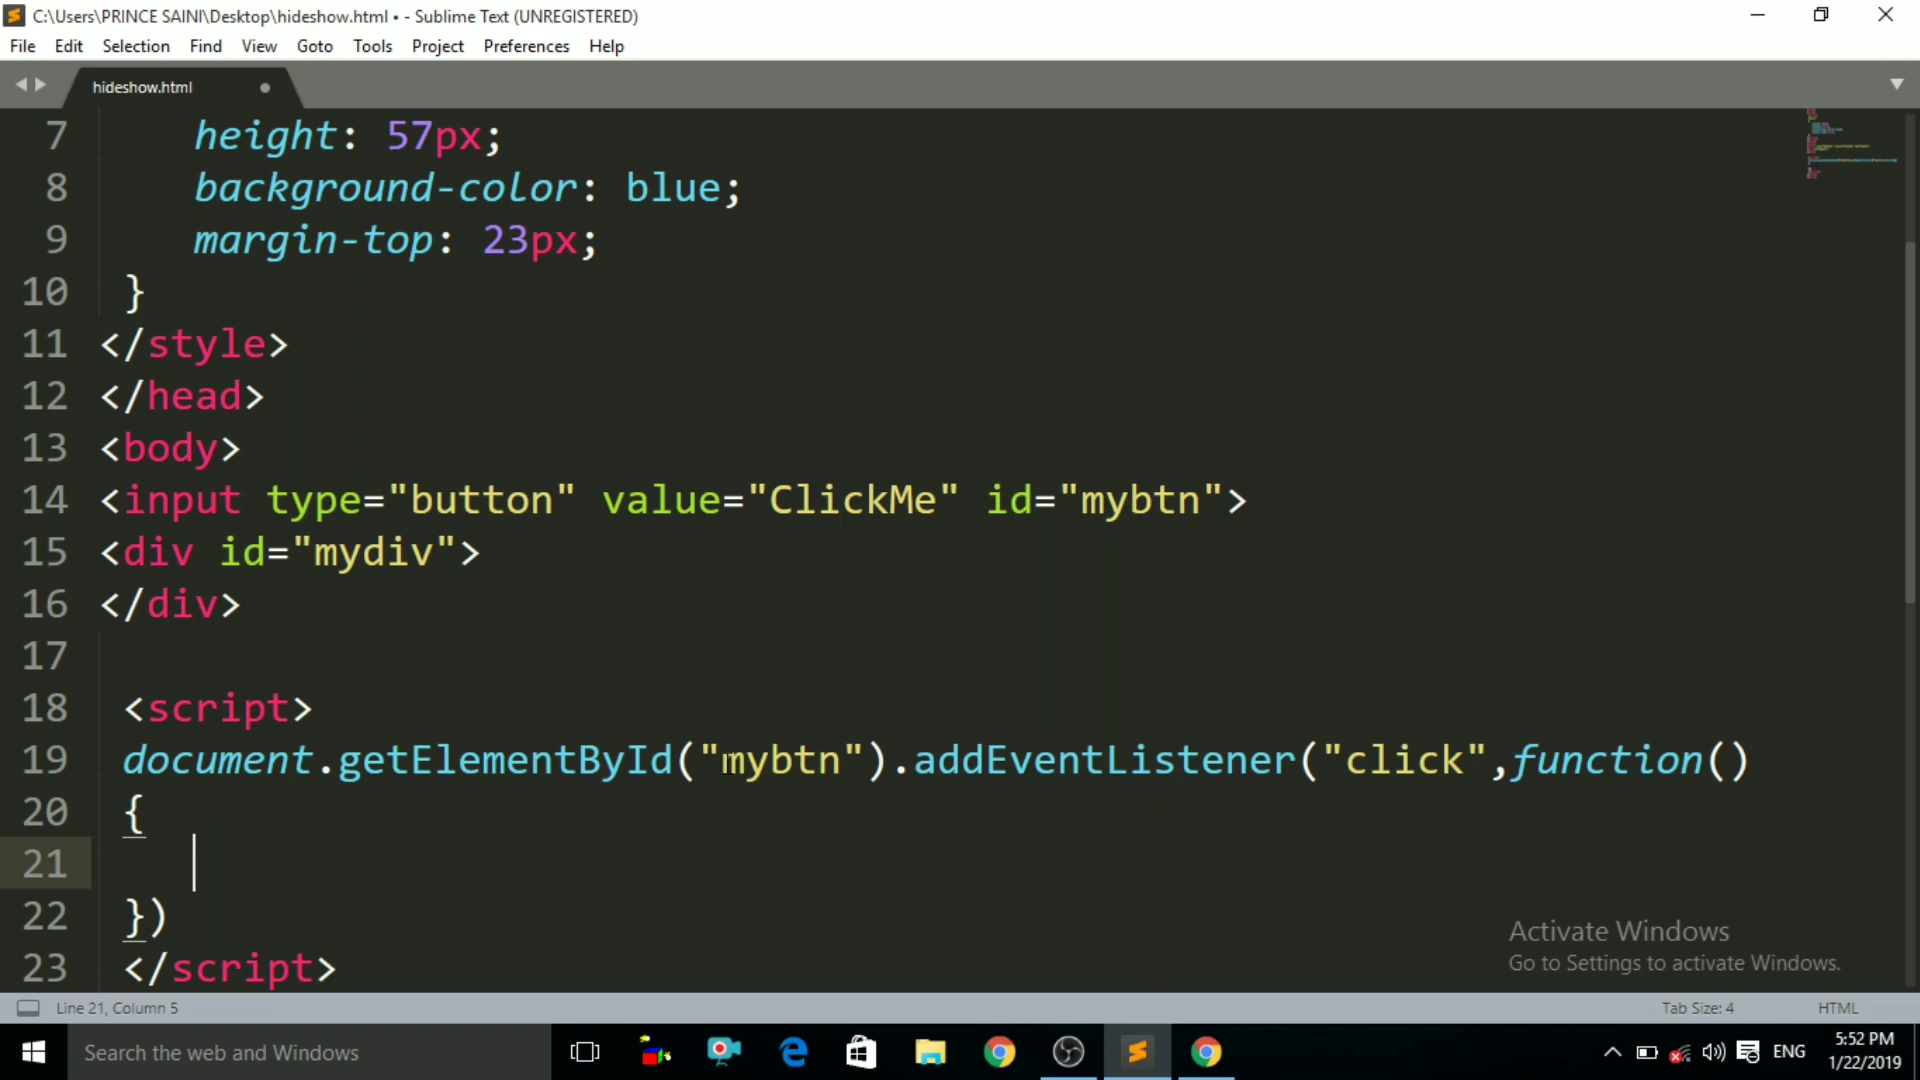 C:\Users\PRINCE SAINI\Desktop\hideshow.html • - Sublime Text (UNREGISTERED)
File Edit Selection Find View Goto Tools Project Preferences Help
hideshow.html
7 height: 57px;
8 background-color: blue;
9 margin-top: 23px;
10 }
11 </style>
12 </head>
13 <body>
14 <input type="button" value="ClickMe" id="mybtn">
15 <div id="mydiv">
16 </div>
17
18 <script>
19 document.getElementById("mybtn").addEventListener("click",function()
20 {
21
22 })
23 </script>
Activate Windows
Go to Settings to activate Windows.
Line 21, Column 5 Tab Size: 4 HTML
Search the web and Windows ENG 5:52 PM
1/22/2019